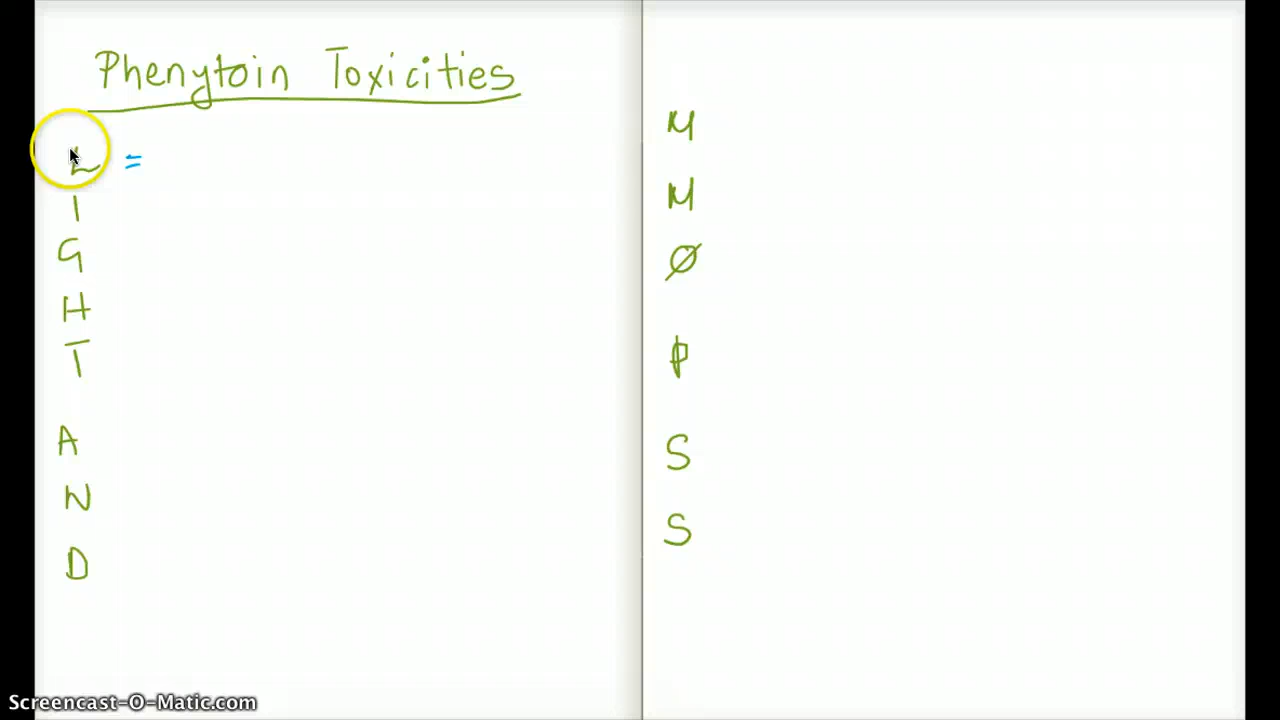 Phenytoin Toxicities
L =
I
G
H
T
A
N
D
M
M
Ø
P
S
S
Screencast-O-Matic.com